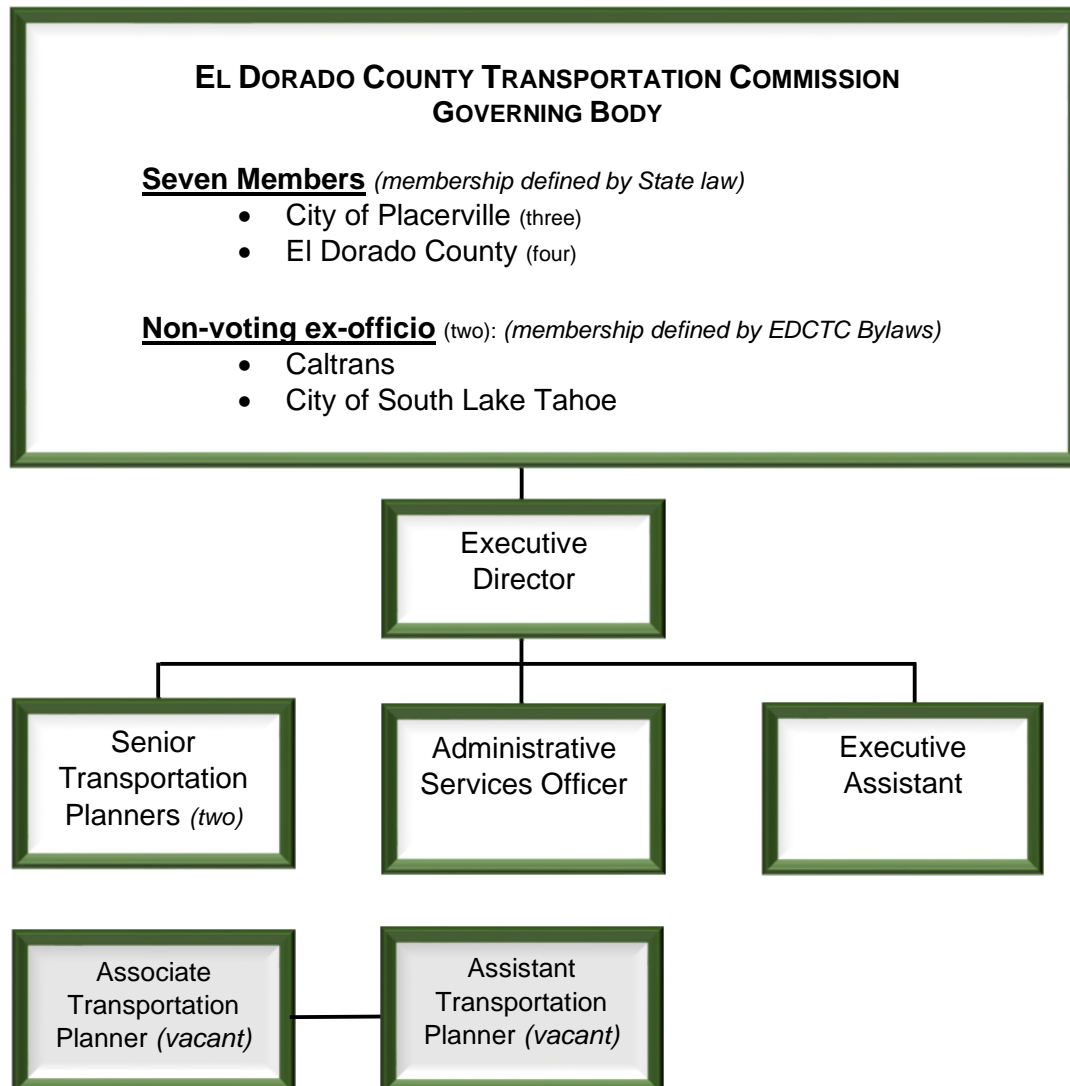 EL DORADO COUNTY TRANSPORTATION COMMISSION
GOVERNING BODY
Seven Members (membership defined by State law)
• City of Placerville (three)
• El Dorado County (four)
Non-voting ex-officio (two): (membership defined by EDCTC Bylaws)
• Caltrans
• City of South Lake Tahoe
Executive
Director
Senior
Transportation
Planners (two)
Administrative
Services Officer
Executive
Assistant
Associate
Transportation
Planner (vacant)
Assistant
Transportation
Planner (vacant)